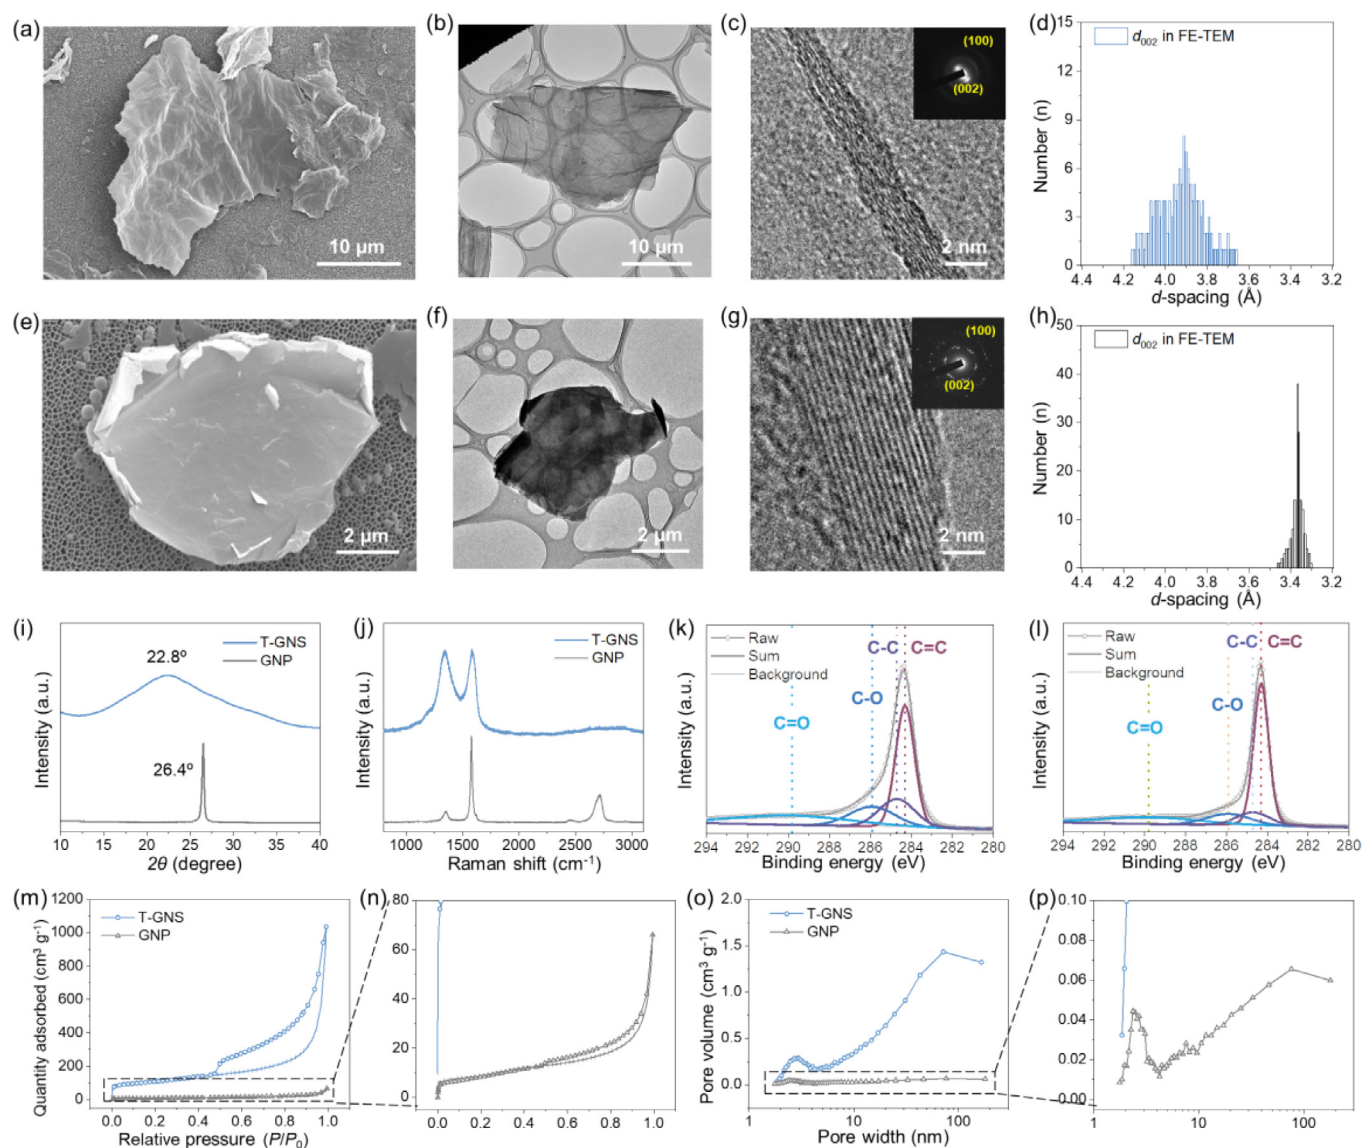 (a)
10 µm
(b)
10 µm
(c)
(100)
(002)
2 nm
(d)
15
12
9
6
3
0
Number (n)
d002 in FE-TEM
4.4 4.2 4.0 3.8 3.6 3.4 3.2
d-spacing (Å)
(e)
2 µm
(f)
2 µm
(g)
(100)
(002)
2 nm
(h)
50
40
30
20
10
0
Number (n)
d002 in FE-TEM
4.4 4.2 4.0 3.8 3.6 3.4 3.2
d-spacing (Å)
(i)
T-GNS
GNP
22.8º
26.4º
Intensity (a.u.)
10 15 20 25 30 35 40
2θ (degree)
(j)
T-GNS
GNP
Intensity (a.u.)
1000 1500 2000 2500 3000
Raman shift (cm-1)
(k)
Raw
Sum
Background
C-C
C=C
C-O
C=O
Intensity (a.u.)
294 292 290 288 286 284 282 280
Binding energy (eV)
(l)
Raw
Sum
Background
C-C
C=C
C-O
C=O
Intensity (a.u.)
294 292 290 288 286 284 282 280
Binding energy (eV)
(m)
1200
1000
800
600
400
200
0
Quantity adsorbed (cm3 g-1)
T-GNS
GNP
0.0 0.2 0.4 0.6 0.8 1.0
Relative pressure (P/P0)
(n)
80
60
40
20
0
0.0 0.2 0.4 0.6 0.8 1.0
(o)
2.0
1.5
1.0
0.5
0.0
Pore volume (cm3 g-1)
T-GNS
GNP
1 10 100
Pore width (nm)
(p)
0.10
0.08
0.06
0.04
0.02
0.00
1 10 100